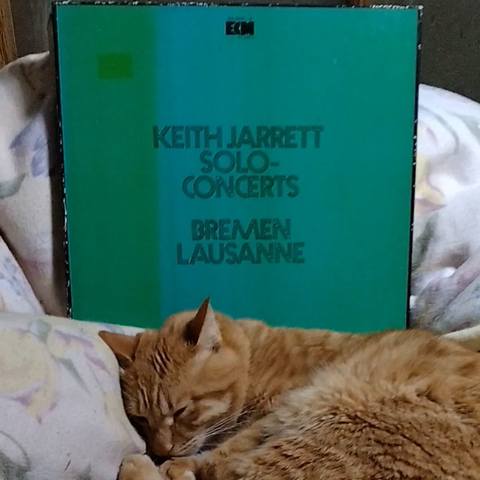 ECM
KEITH JARRETT
SOLO-
CONCERTS
BREMEN
LAUSANNE